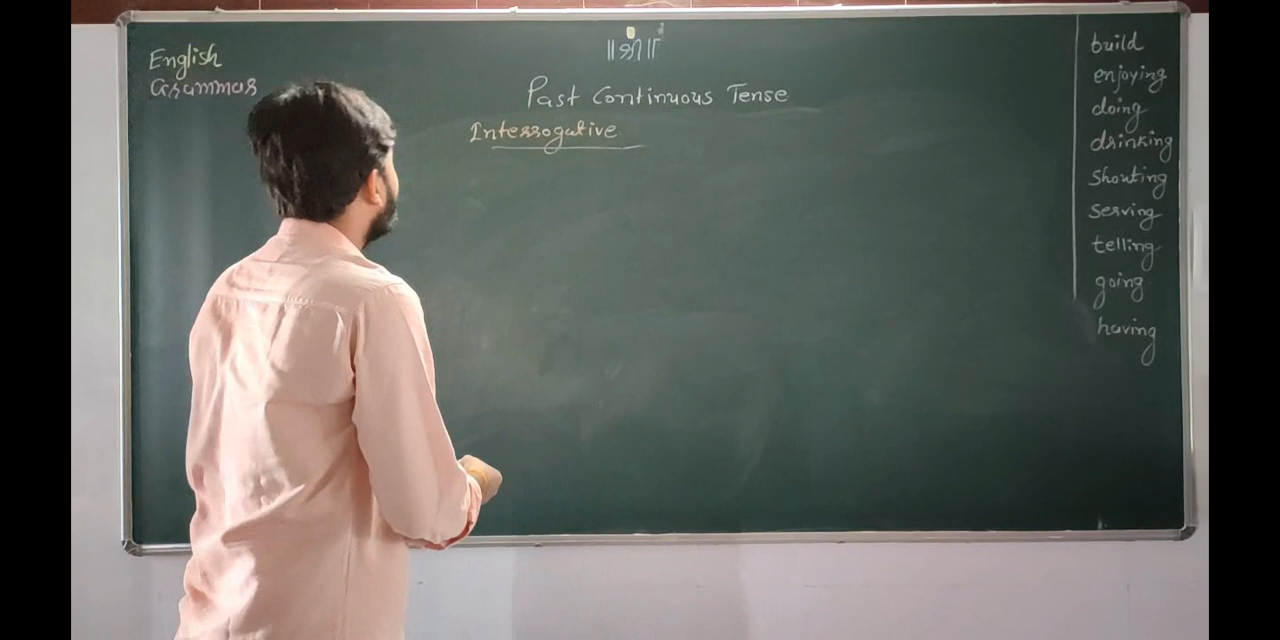 English
Grammar
॥श्री॥
Past Continuous Tense
Interrogative
build
enjoying
doing
drinking
shouting
serving
telling
going
having